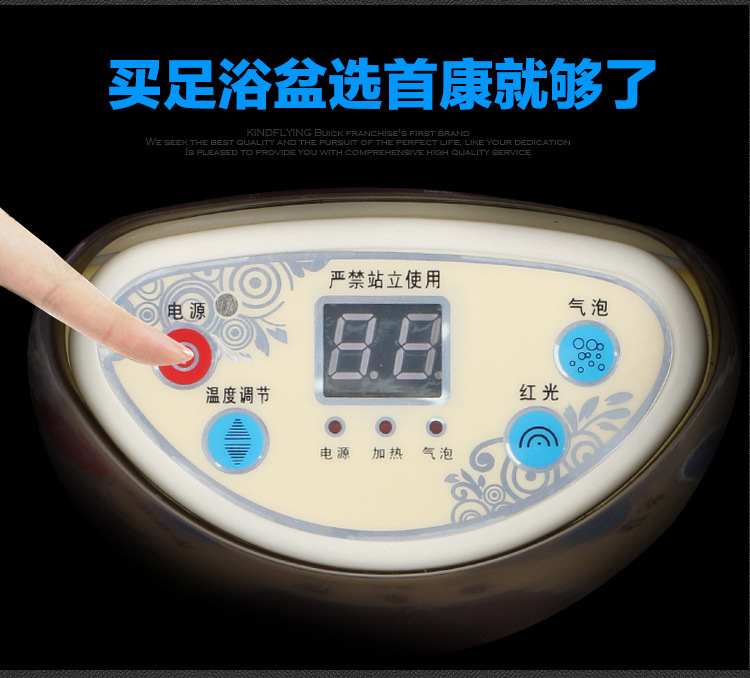 买足浴盆选首康就够了
KINDFLYING BUICK FRANCHISE'S FIRST BRAND
WE SEEK THE BEST QUALITY AND THE PURSUIT OF THE PERFECT LIFE, LIKE YOUR DEDICATION
IS PLEASED TO PROVIDE YOU WITH COMPREHENSIVE HIGH QUALITY SERVICE
严禁站立使用
电源
88
气泡
温度调节
红光
电源 加热 气泡